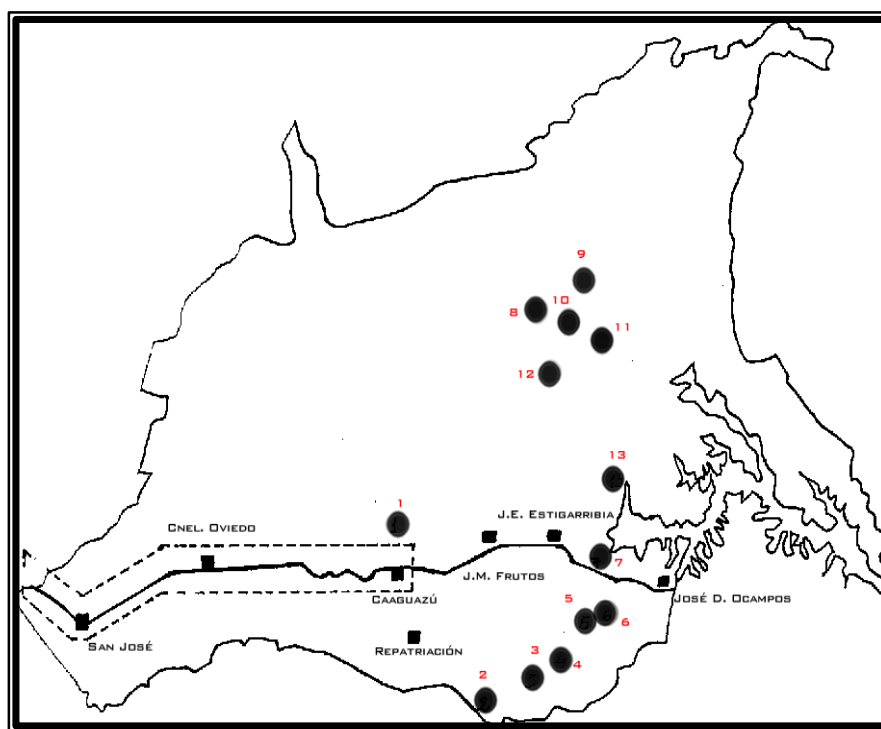 9
8
10
11
12
13
1
CNEL. OVIEDO
J.E. ESTIGARRIBIA
J.M. FRUTOS
7
CAAGUAZÚ
JOSÉ D. OCAMPOS
5
6
SAN JOSÉ
REPATRIACIÓN
3
4
2